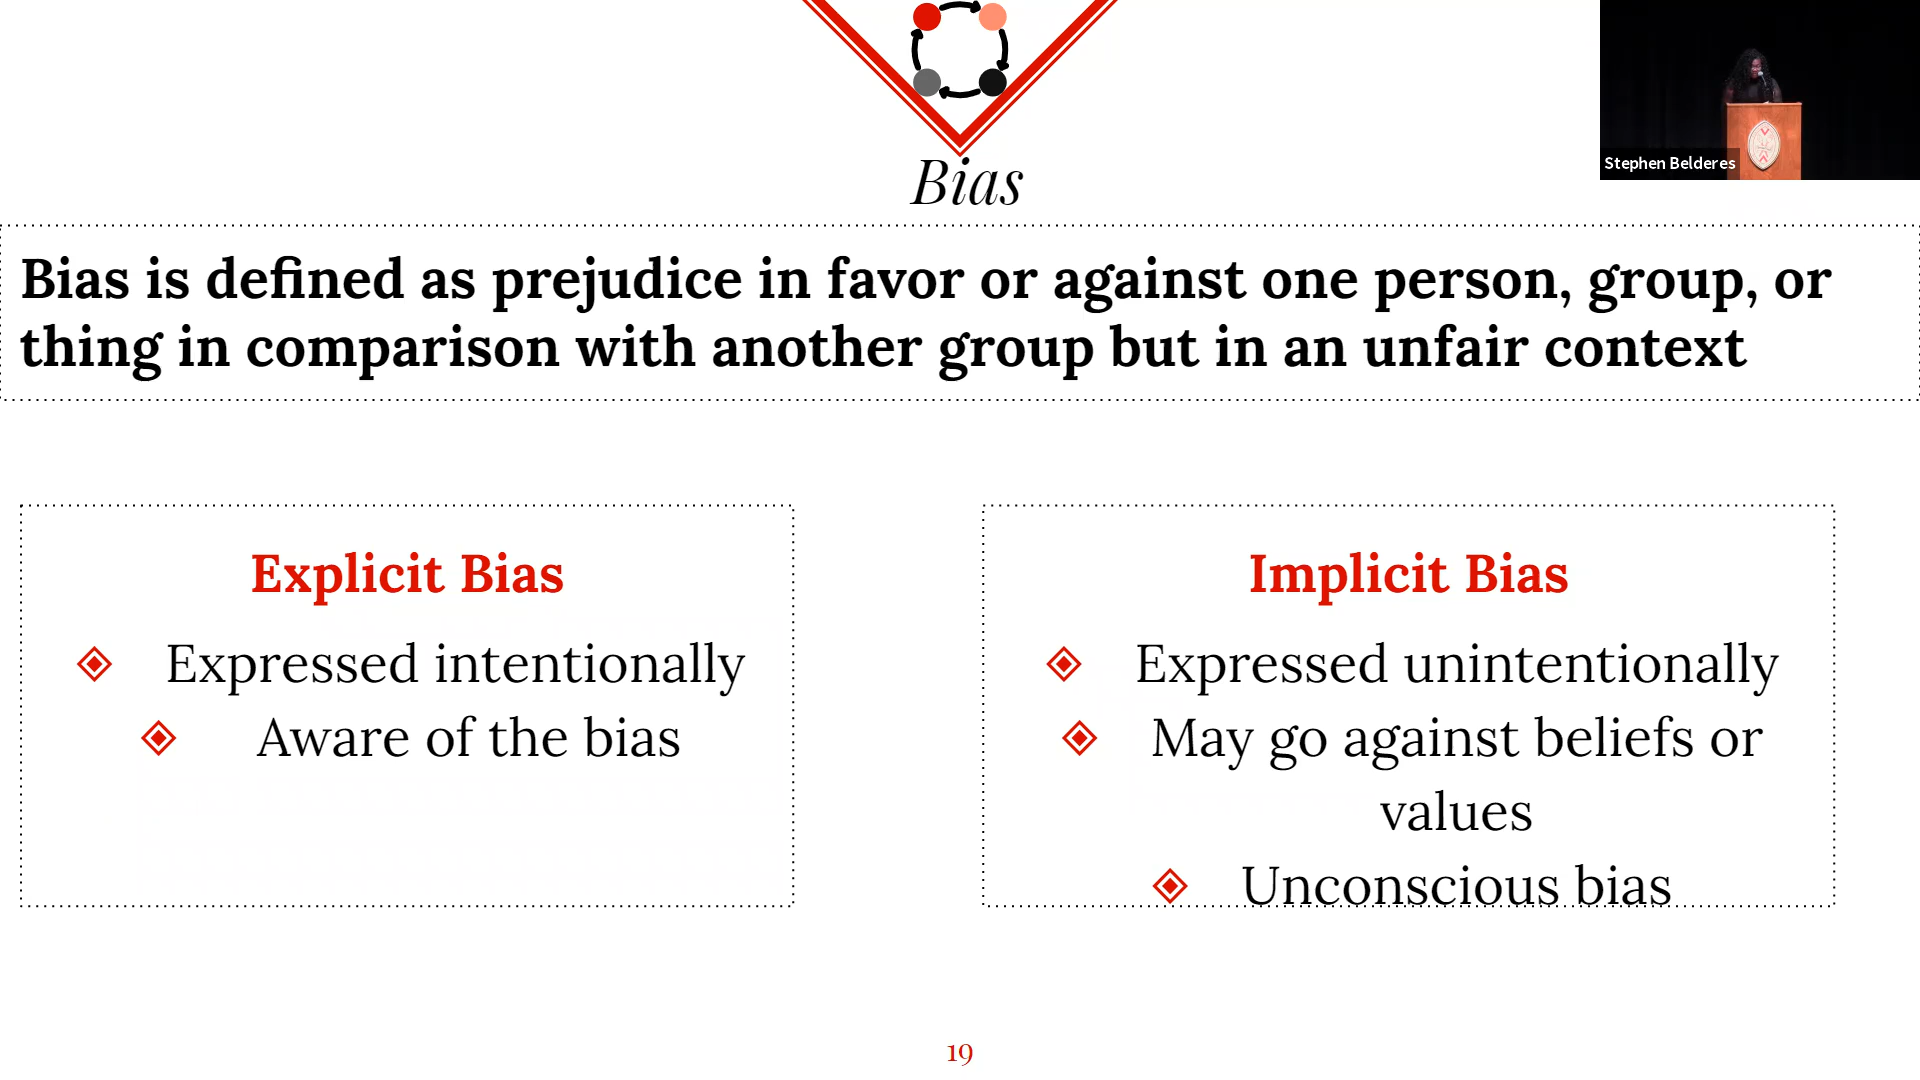 Stephen Belderes
Bias
Bias is defined as prejudice in favor or against one person, group, or
thing in comparison with another group but in an unfair context
Explicit Bias
Expressed intentionally
Aware of the bias
Implicit Bias
Expressed unintentionally
May go against beliefs or
values
Unconscious bias
19